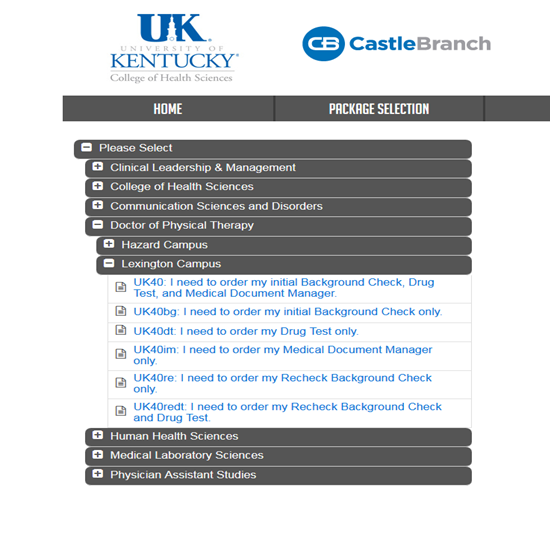 UK
UNIVERSITY OF
KENTUCKY®
College of Health Sciences
CB CastleBranch
HOME
PACKAGE SELECTION
Please Select
Clinical Leadership & Management
College of Health Sciences
Communication Sciences and Disorders
Doctor of Physical Therapy
Hazard Campus
Lexington Campus
UK40: I need to order my initial Background Check, Drug
Test, and Medical Document Manager.
UK40bg: I need to order my initial Background Check only.
UK40dt: I need to order my Drug Test only.
UK40im: I need to order my Medical Document Manager
only.
UK40re: I need to order my Recheck Background Check
only.
UK40redt: I need to order my Recheck Background Check
and Drug Test.
Human Health Sciences
Medical Laboratory Sciences
Physician Assistant Studies